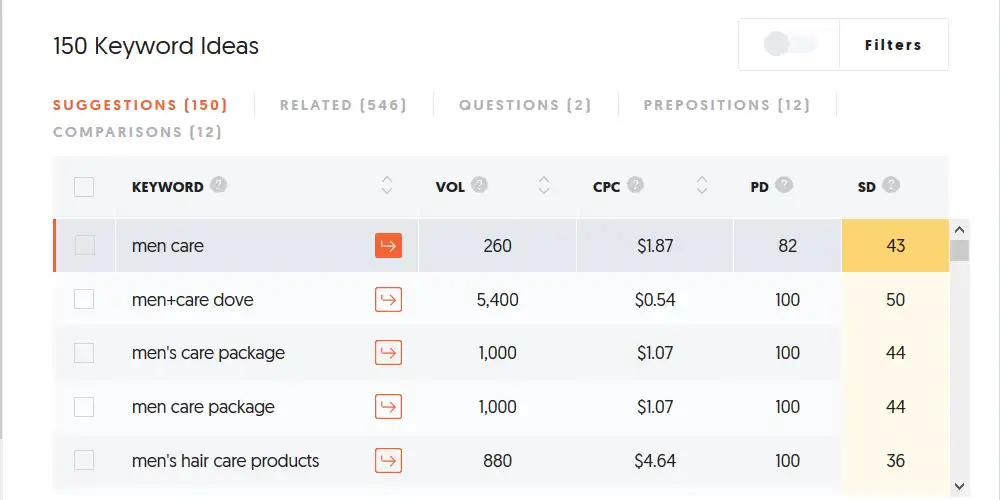 150 Keyword Ideas
Filters
SUGGESTIONS (150) RELATED (546) QUESTIONS (2) PREPOSITIONS (12)
COMPARISONS (12)
KEYWORD ? VOL ? CPC ? PD ? SD ?
men care 260 $1.87 82 43
men+care dove 5,400 $0.54 100 50
men's care package 1,000 $1.07 100 44
men care package 1,000 $1.07 100 44
men's hair care products 880 $4.64 100 36